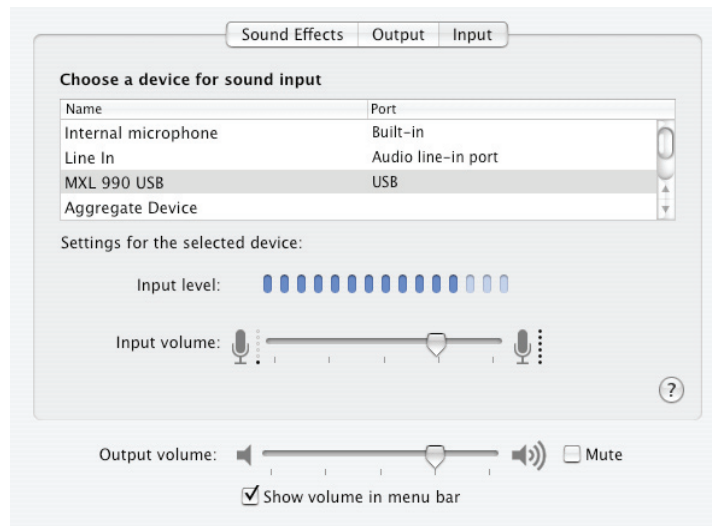 Sound Effects Output Input
Choose a device for sound input
Name Port
Internal microphone Built-in
Line In Audio line-in port
MXL 990 USB USB
Aggregate Device
Settings for the selected device:
Input level:
Input volume:
?
Output volume: Mute
Show volume in menu bar